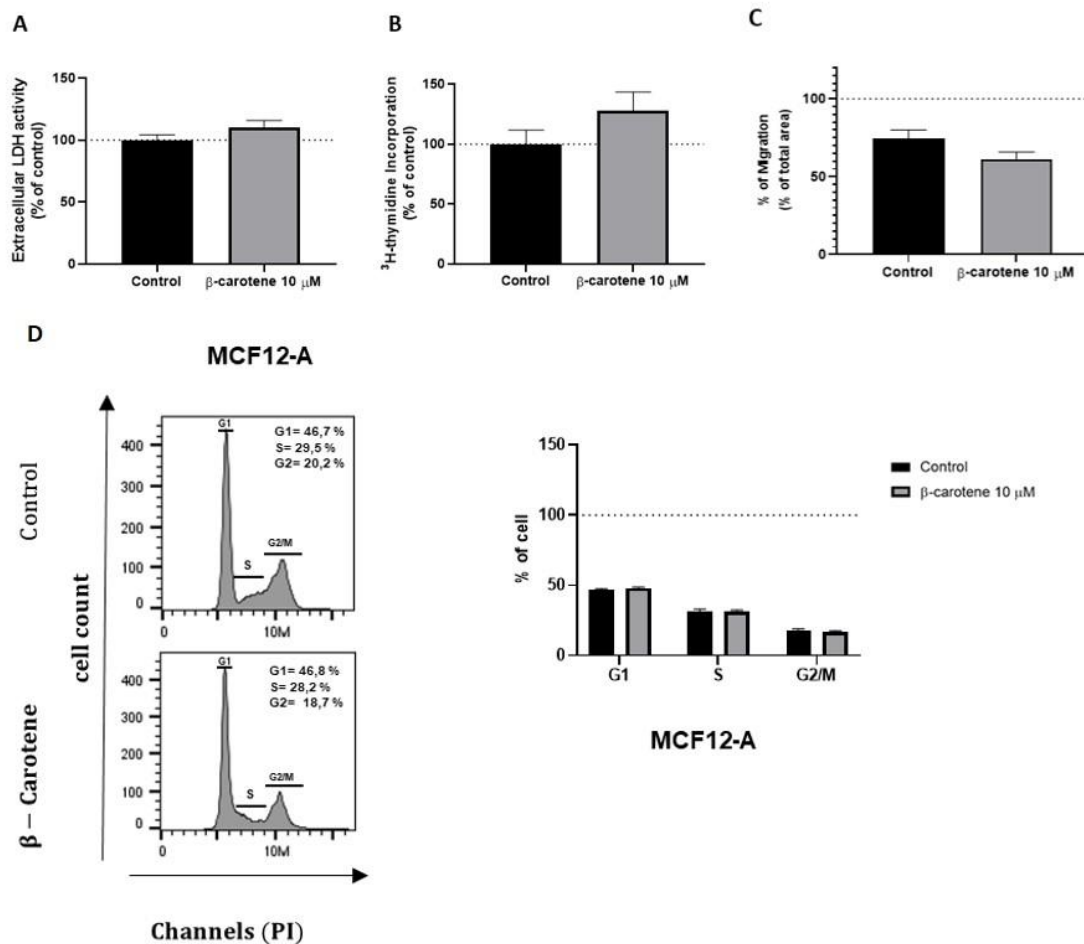 A
Extracellular LDH activity
(% of control)
150
100
50
0
Control
β-carotene 10 μM
B
³H-thymidine Incorporation
(% of control)
150
100
50
0
Control
β-carotene 10 μM
C
% of Migration
(% of total area)
100
50
0
Control
β-carotene 10 μM
D
MCF12-A
cell count
Control
400
300
200
100
0
G1
S
G2/M
G1= 46,7 %
S= 29,5 %
G2= 20,2 %
0
10M
β – Carotene
400
300
200
100
0
G1
S
G2/M
G1= 46,8 %
S= 28,2 %
G2= 18,7 %
0
10M
Channels (PI)
% of cell
150
100
50
0
G1
S
G2/M
Control
β-carotene 10 μM
MCF12-A